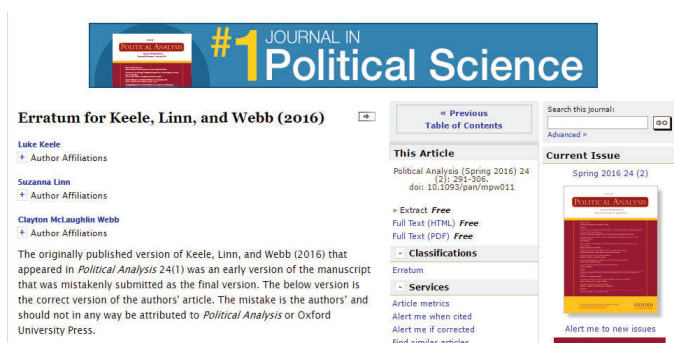 POLITICAL ANALYSIS
#1 JOURNAL IN
Political Science
Erratum for Keele, Linn, and Webb (2016)
Luke Keele
+ Author Affiliations
Suzanna Linn
+ Author Affiliations
Clayton McLaughlin Webb
+ Author Affiliations
The originally published version of Keele, Linn, and Webb (2016) that
appeared in Political Analysis 24(1) was an early version of the manuscript
that was mistakenly submitted as the final version. The below version is
the correct version of the authors' article. The mistake is the authors' and
should not in any way be attributed to Political Analysis or Oxford
University Press.
« Previous
Table of Contents
This Article
Political Analysis (Spring 2016) 24
(2): 291-306.
doi: 10.1093/pan/mpw011
» Extract Free
Full Text (HTML) Free
Full Text (PDF) Free
- Classifications
Erratum
- Services
Article metrics
Alert me when cited
Alert me if corrected
Find similar articles
Search this journal:
GO
Advanced »
Current Issue
Spring 2016 24 (2)
POLITICAL ANALYSIS
OXFORD
Alert me to new issues